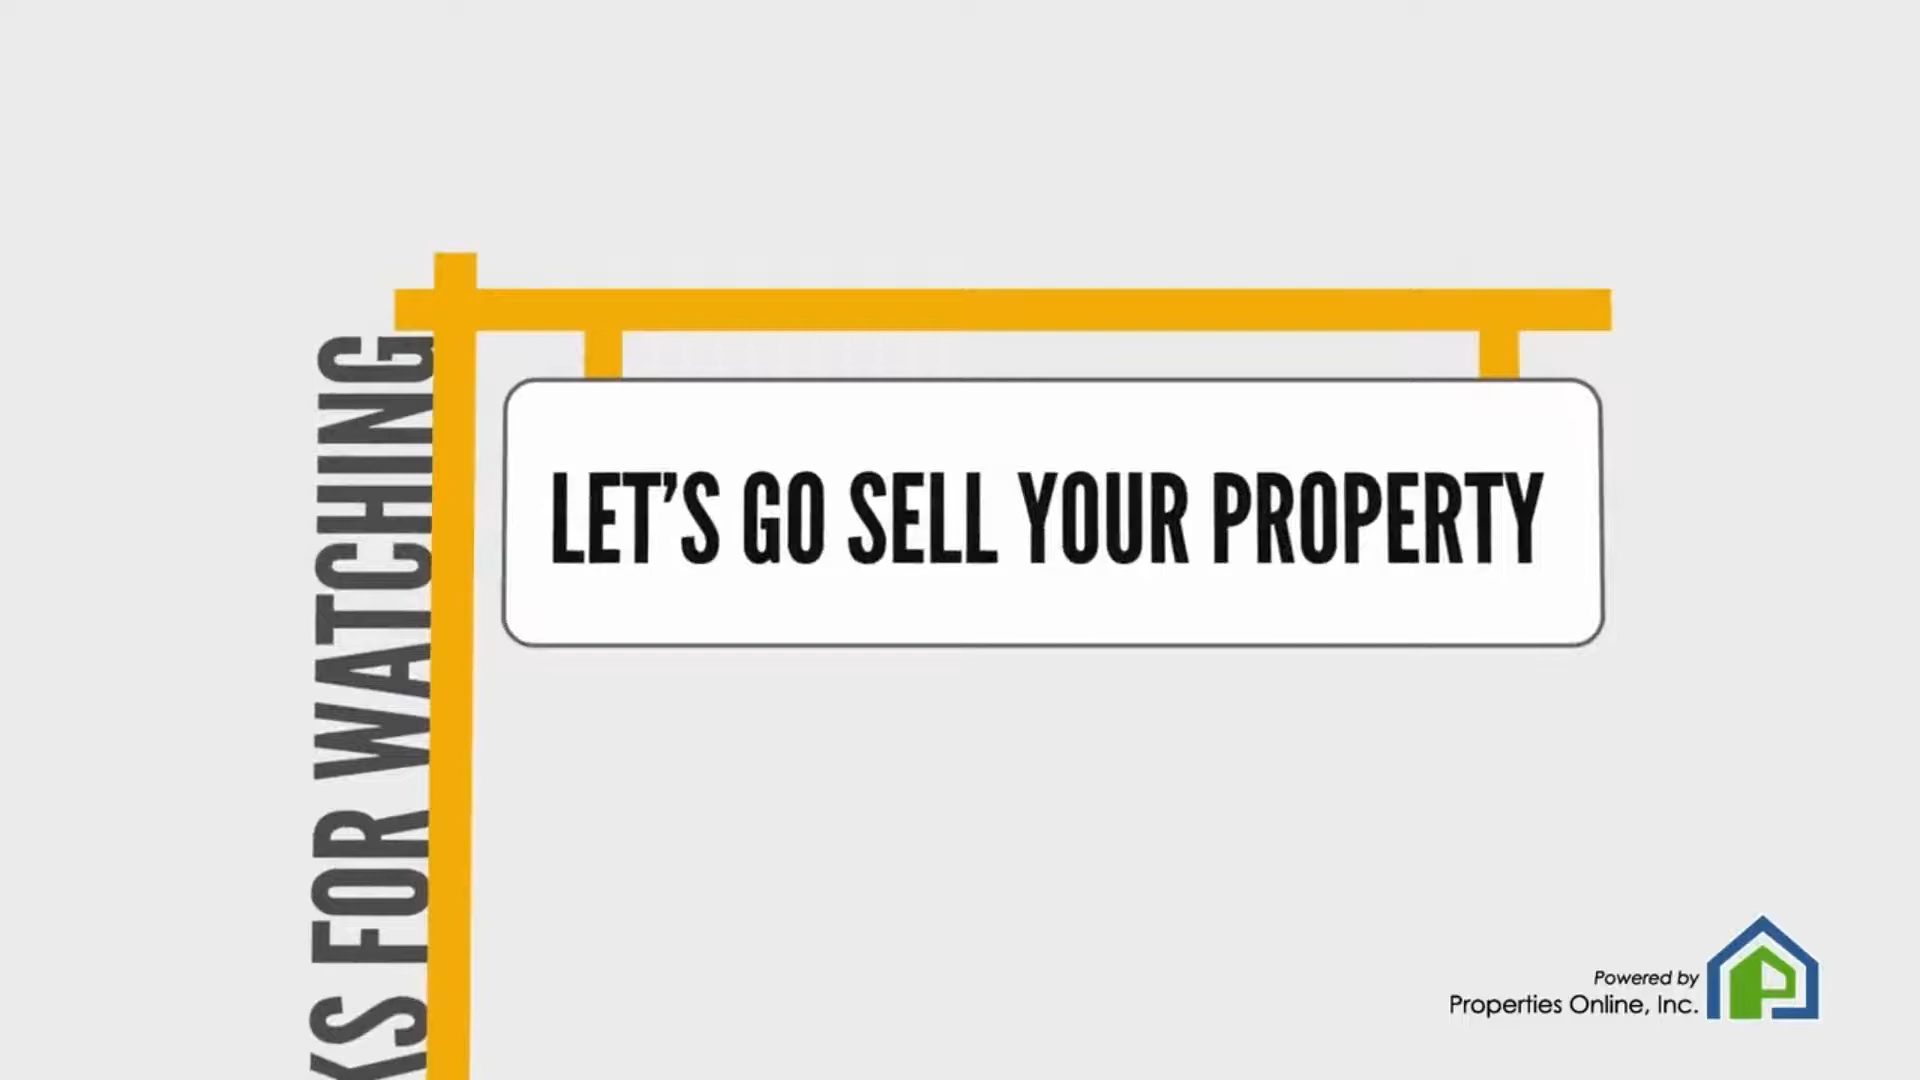 KS FOR WATCHING
LET'S GO SELL YOUR PROPERTY
Powered by
Properties Online, Inc.